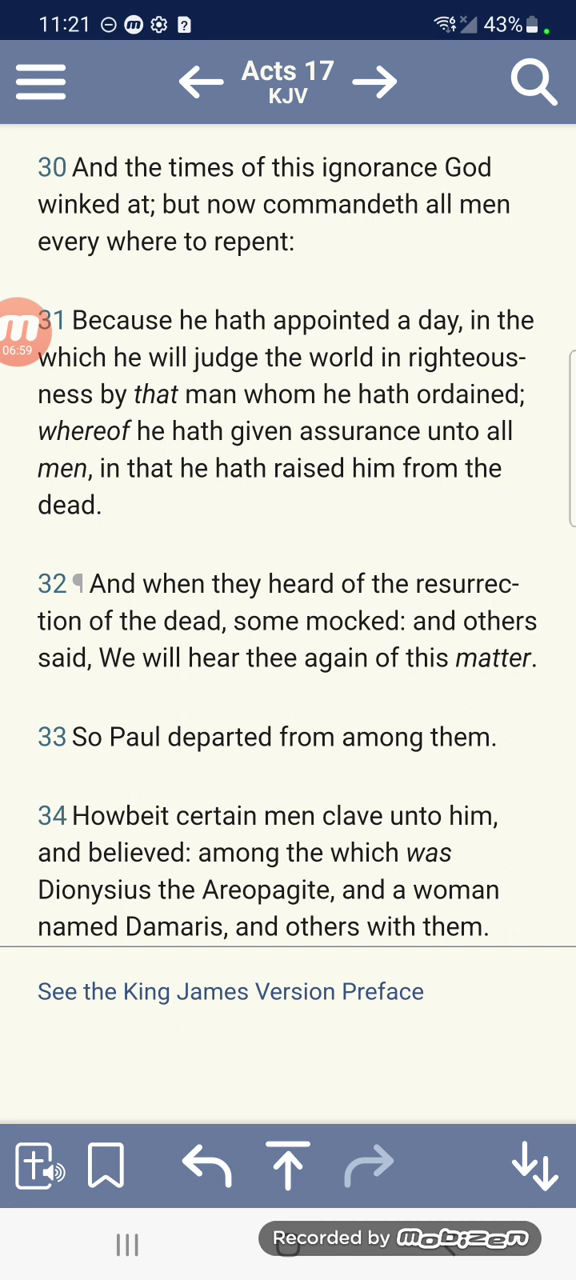 11:21 43%
Acts 17
KJV
30 And the times of this ignorance God
winked at; but now commandeth all men
every where to repent:
31 Because he hath appointed a day, in the
06:59
which he will judge the world in righteous-
ness by that man whom he hath ordained;
whereof he hath given assurance unto all
men, in that he hath raised him from the
dead.
32 ¶ And when they heard of the resurrec-
tion of the dead, some mocked: and others
said, We will hear thee again of this matter.
33 So Paul departed from among them.
34 Howbeit certain men clave unto him,
and believed: among the which was
Dionysius the Areopagite, and a woman
named Damaris, and others with them.
See the King James Version Preface
Recorded by mobizen